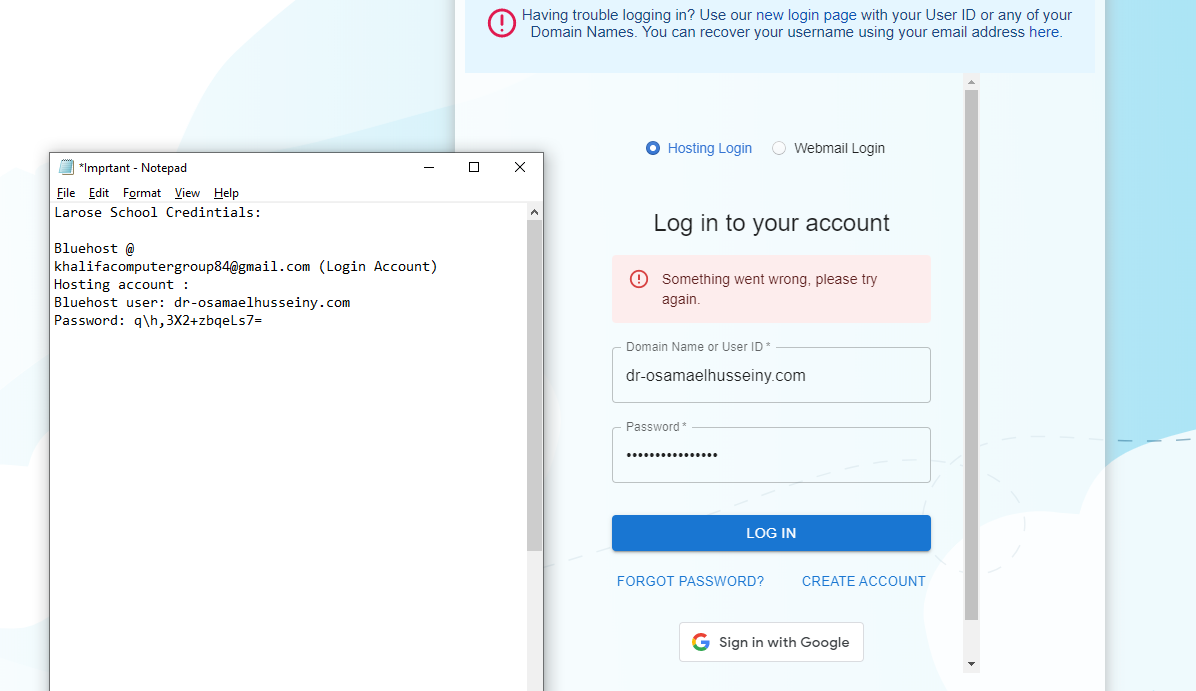 Having trouble logging in? Use our new login page with your User ID or any of your
Domain Names. You can recover your username using your email address here.
Hosting Login
Webmail Login
Log in to your account
Something went wrong, please try
again.
Domain Name or User ID *
dr-osamaelhusseiny.com
Password *
••••••••••••••••
LOG IN
FORGOT PASSWORD?
CREATE ACCOUNT
Sign in with Google
*Imprtant - Notepad
File Edit Format View Help
Larose School Credintials:
Bluehost @
khalifacomputergroup84@gmail.com (Login Account)
Hosting account :
Bluehost user: dr-osamaelhusseiny.com
Password: q\h,3X2+zbqeLs7=